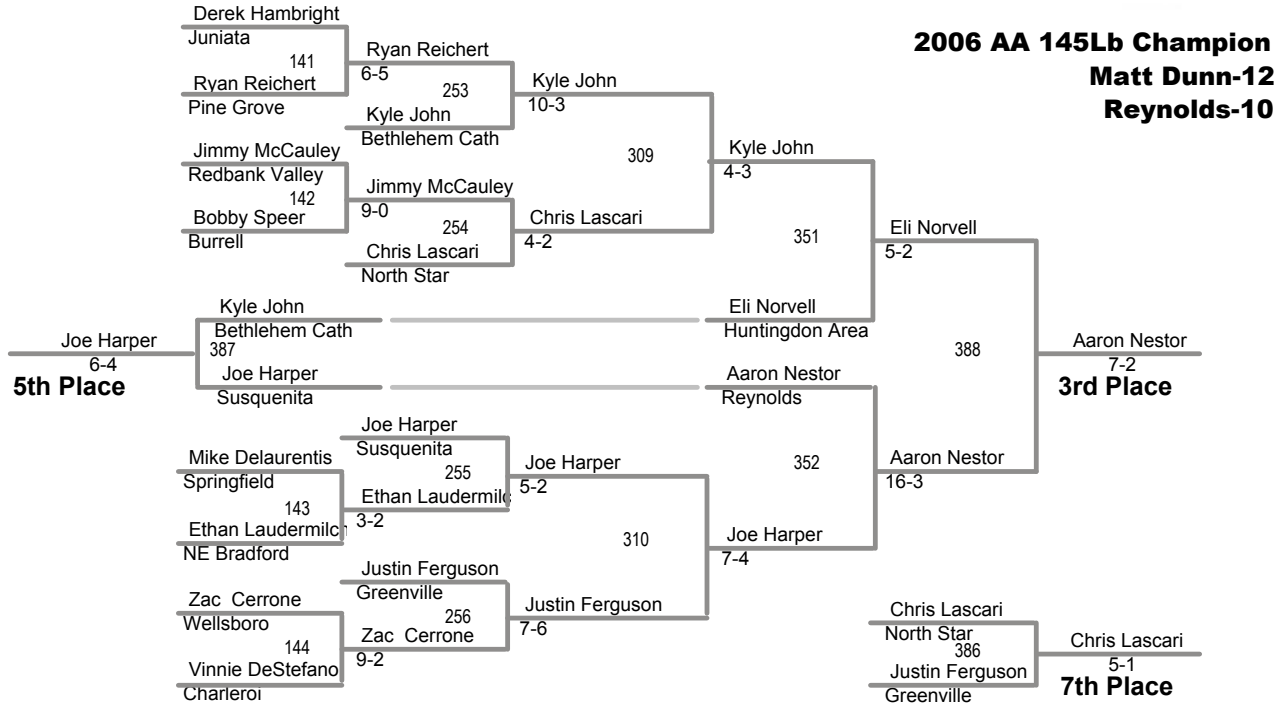 Derek Hambright
Juniata
141
Ryan Reichert
Pine Grove
Ryan Reichert
6-5
253
Kyle John
Bethlehem Cath
Kyle John
10-3
2006 AA 145Lb Champion
Matt Dunn-12
Reynolds-10
Jimmy McCauley
Redbank Valley
142
Bobby Speer
Burrell
Jimmy McCauley
9-0
254
Chris Lascari
North Star
Chris Lascari
4-2
309
Kyle John
4-3
351
Eli Norvell
Huntingdon Area
Eli Norvell
5-2
Kyle John
Bethlehem Cath
387
Joe Harper
Susquenita
Joe Harper
6-4
5th Place
388
Aaron Nestor
7-2
3rd Place
Aaron Nestor
Reynolds
352
Aaron Nestor
16-3
Joe Harper
Susquenita
255
Mike Delaurentis
Springfield
143
Ethan Laudermilch
NE Bradford
Ethan Laudermilc
3-2
Joe Harper
5-2
310
Joe Harper
7-4
Justin Ferguson
Greenville
256
Zac Cerrone
Wellsboro
144
Vinnie DeStefano
Charleroi
Zac Cerrone
9-2
Justin Ferguson
7-6
Chris Lascari
North Star
386
Justin Ferguson
Greenville
Chris Lascari
5-1
7th Place